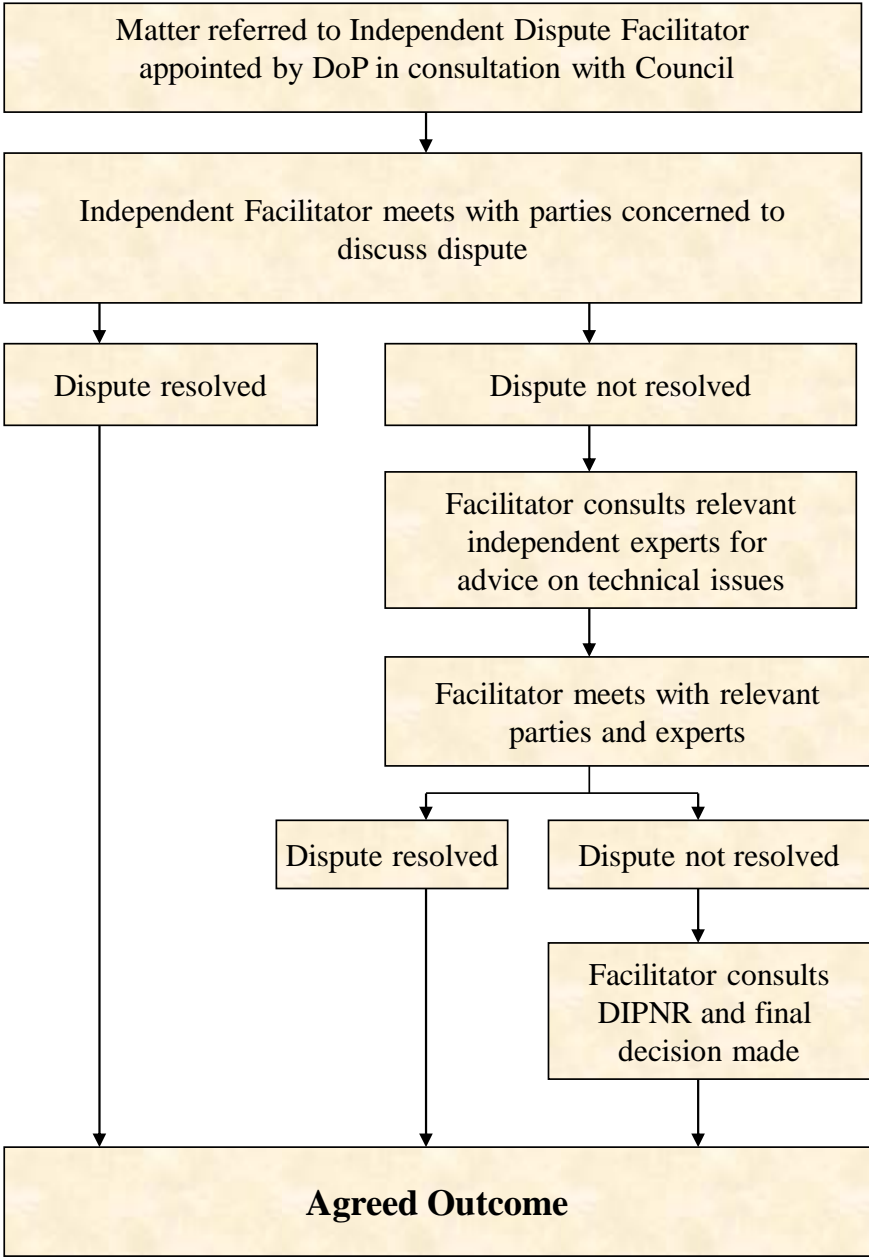 Matter referred to Independent Dispute Facilitator
appointed by DoP in consultation with Council
Independent Facilitator meets with parties concerned to
discuss dispute
Dispute resolved
Dispute not resolved
Facilitator consults relevant
independent experts for
advice on technical issues
Facilitator meets with relevant
parties and experts
Dispute resolved
Dispute not resolved
Facilitator consults
DIPNR and final
decision made
Agreed Outcome